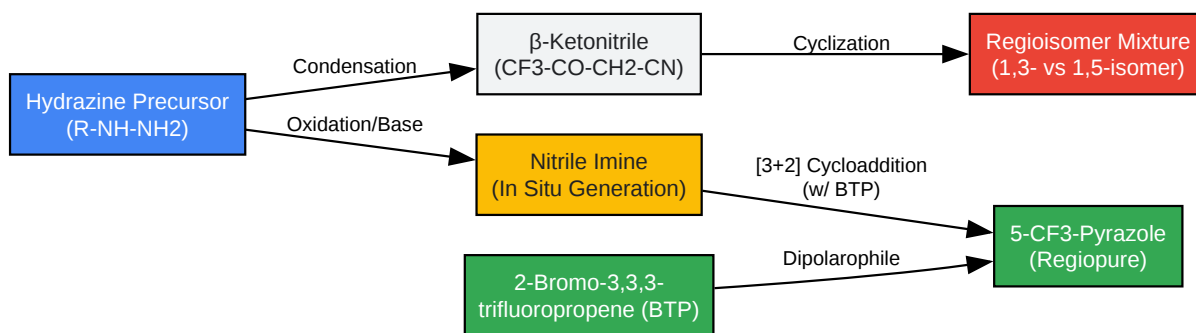 Hydrazine Precursor
(R-NH-NH2)
Condensation
Oxidation/Base
β-Ketonitrile
(CF3-CO-CH2-CN)
Cyclization
Regioisomer Mixture
(1,3- vs 1,5-isomer)
Nitrile Imine
(In Situ Generation)
[3+2] Cycloaddition
(w/ BTP)
2-Bromo-3,3,3-
trifluoropropene (BTP)
Dipolarophile
5-CF3-Pyrazole
(Regiopure)